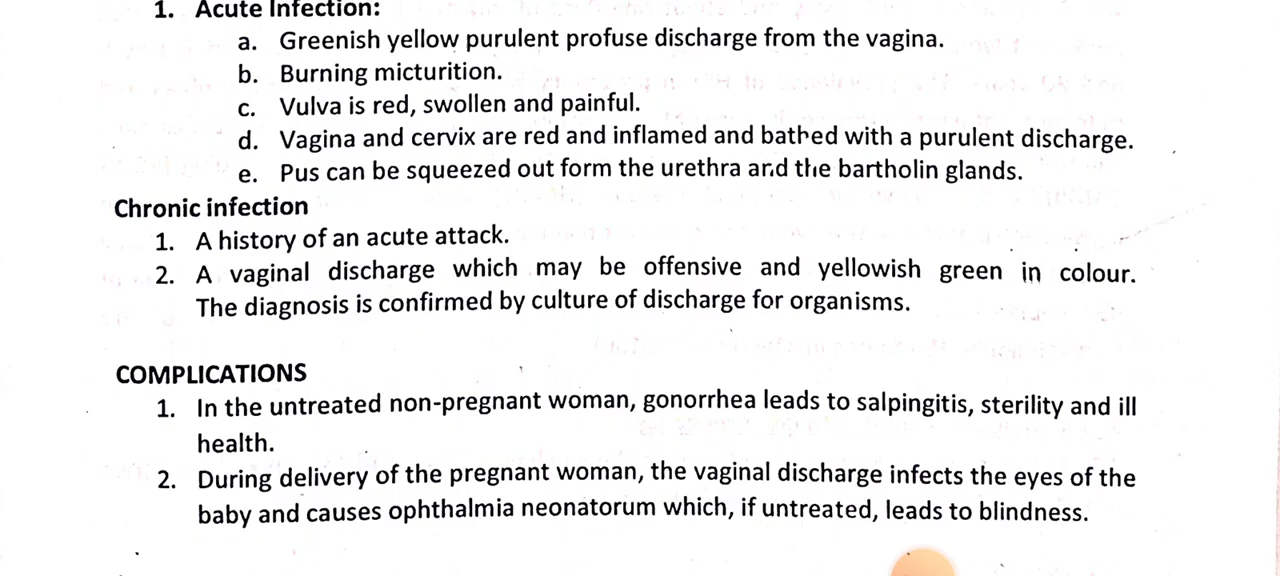 1. Acute Infection:
a. Greenish yellow purulent profuse discharge from the vagina.
b. Burning micturition.
c. Vulva is red, swollen and painful.
d. Vagina and cervix are red and inflamed and bathed with a purulent discharge.
e. Pus can be squeezed out form the urethra and the bartholin glands.
Chronic infection
1. A history of an acute attack.
2. A vaginal discharge which may be offensive and yellowish green in colour.
The diagnosis is confirmed by culture of discharge for organisms.
COMPLICATIONS
1. In the untreated non-pregnant woman, gonorrhea leads to salpingitis, sterility and ill
health.
2. During delivery of the pregnant woman, the vaginal discharge infects the eyes of the
baby and causes ophthalmia neonatorum which, if untreated, leads to blindness.